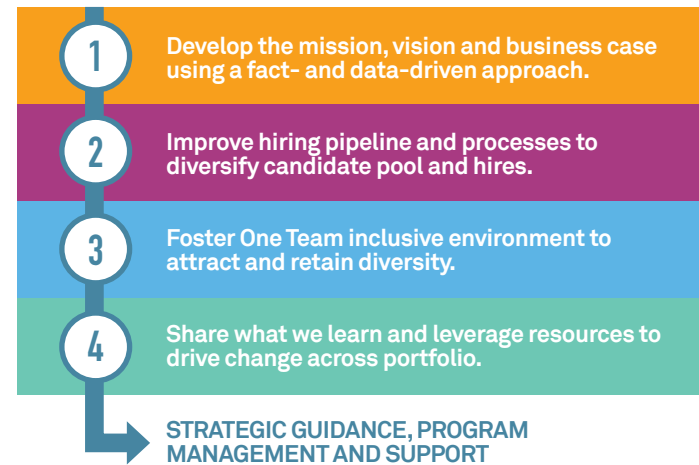 1
Develop the mission, vision and business case
using a fact- and data-driven approach.
2
Improve hiring pipeline and processes to
diversify candidate pool and hires.
3
Foster One Team inclusive environment to
attract and retain diversity.
4
Share what we learn and leverage resources to
drive change across portfolio.
STRATEGIC GUIDANCE, PROGRAM
MANAGEMENT AND SUPPORT